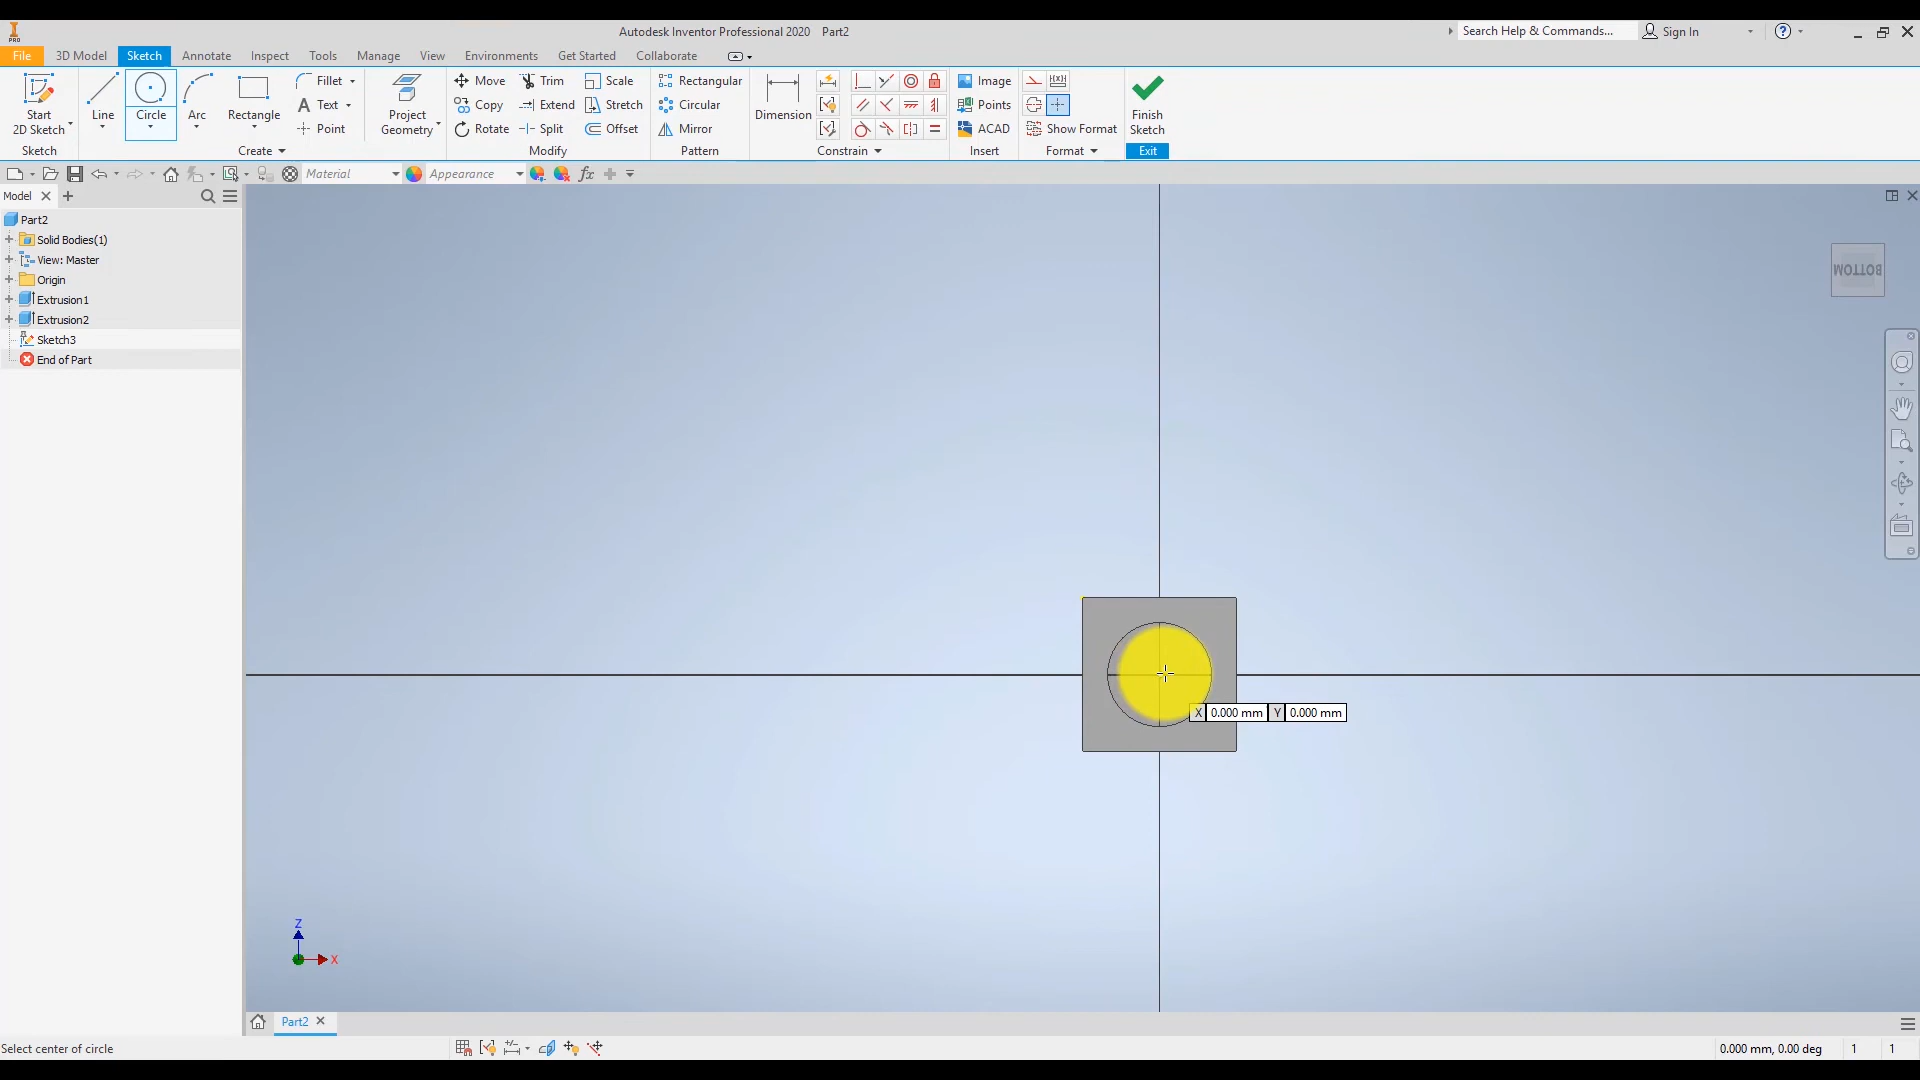 Autodesk Inventor Professional 2020 Part2
Search Help & Commands...
Sign In
PRO
File 3D Model Sketch Annotate Inspect Tools Manage View Environments Get Started Collaborate
Start
2D Sketch
Line
Circle
Arc
Rectangle
Fillet
Text
Point
Project
Geometry
Move
Copy
Rotate
Trim
Extend
Split
Scale
Stretch
Offset
Rectangular
Circular
Mirror
Dimension
Image
Points
ACAD
Show Format
Finish
Sketch
Sketch Create Modify Pattern Constrain Insert Format Exit
Material Appearance fx
Model
Part2
Solid Bodies(1)
View: Master
Origin
Extrusion1
Extrusion2
Sketch3
End of Part
BOTTOM
X 0.000 mm Y 0.000 mm
Z
X
Part2
Select center of circle
0.000 mm, 0.00 deg 1 1